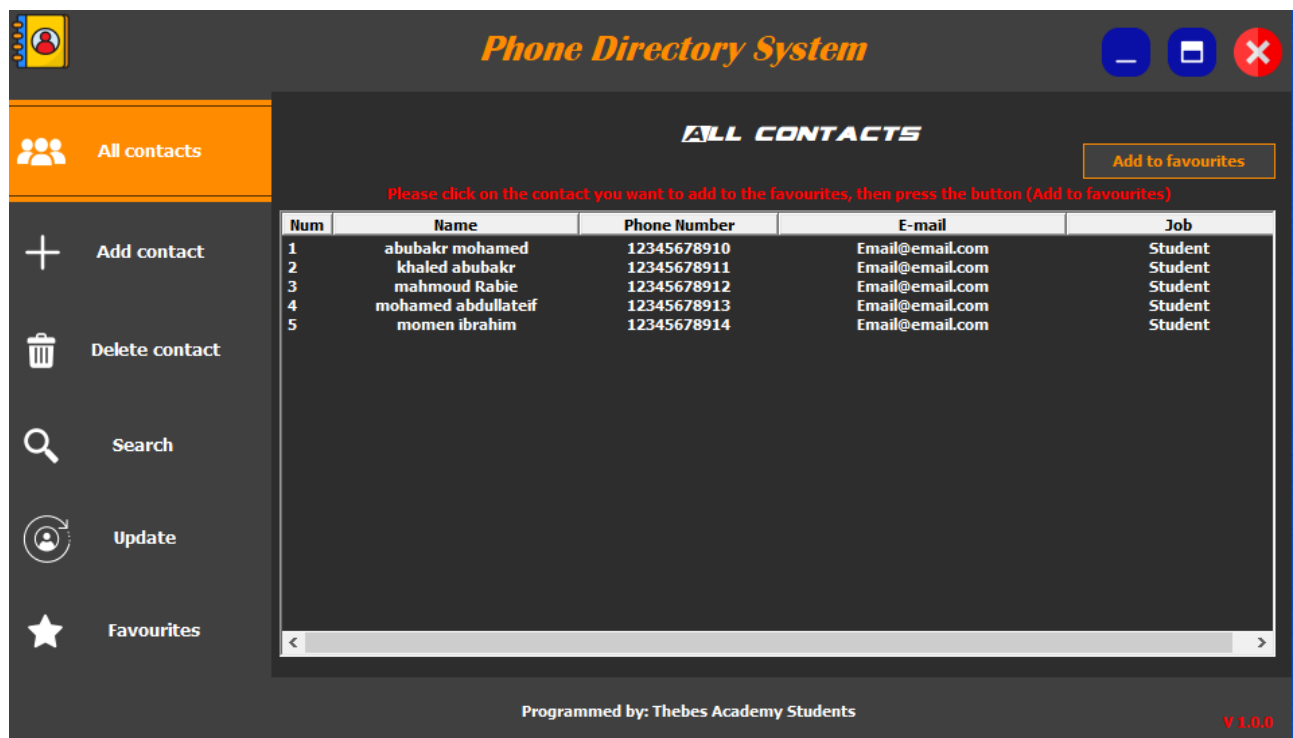 Phone Directory System
All contacts
Add contact
Delete contact
Search
Update
Favourites
ALL CONTACTS
Add to favourites
Please click on the contact you want to add to the favourites, then press the button (Add to favourites)
Num Name Phone Number E-mail Job
1 abubakr mohamed 12345678910 Email@email.com Student
2 khaled abubakr 12345678911 Email@email.com Student
3 mahmoud Rabie 12345678912 Email@email.com Student
4 mohamed abdullateif 12345678913 Email@email.com Student
5 momen ibrahim 12345678914 Email@email.com Student
Programmed by: Thebes Academy Students
V 1.0.0